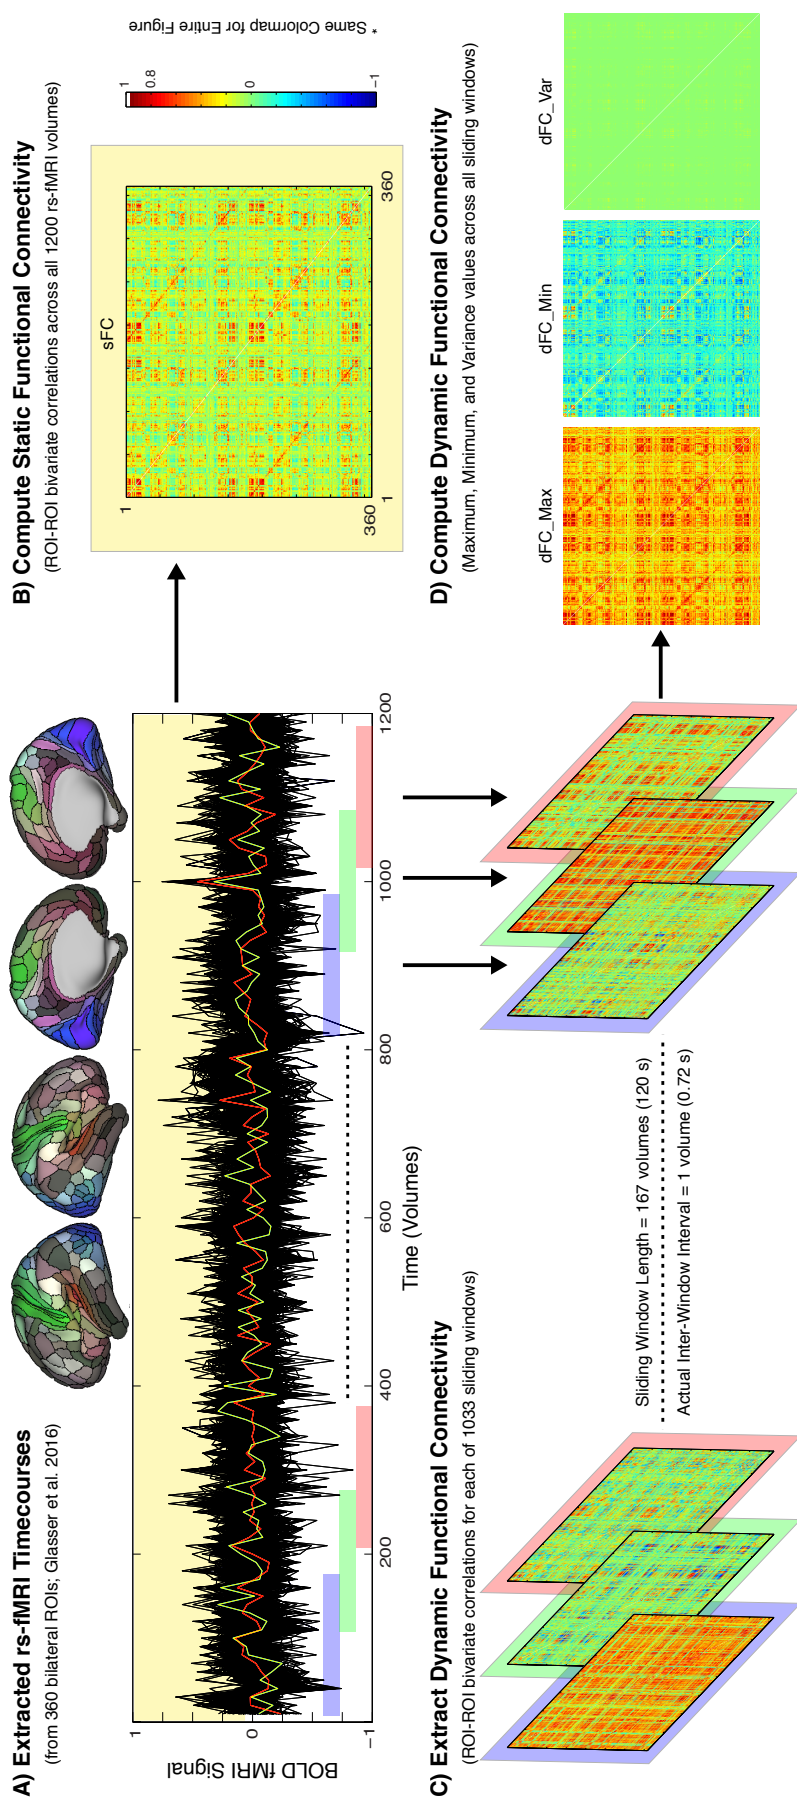 A) Extracted rs-fMRI Timecourses
(from 360 bilateral ROIs; Glasser et al. 2016)
BOLD fMRI Signal
1
0
−1
200
400
600
800
1000
1200
Time (Volumes)
B) Compute Static Functional Connectivity
(ROI-ROI bivariate correlations across all 1200 rs-fMRI volumes)
sFC
1
360
1
360
1
0.8
0
-1
* Same Colormap for Entire Figure
C) Extract Dynamic Functional Connectivity
(ROI-ROI bivariate correlations for each of 1033 sliding windows)
Sliding Window Length = 167 volumes (120 s)
Actual Inter-Window Interval = 1 volume (0.72 s)
D) Compute Dynamic Functional Connectivity
(Maximum, Minimum, and Variance values across all sliding windows)
dFC_Max
dFC_Min
dFC_Var